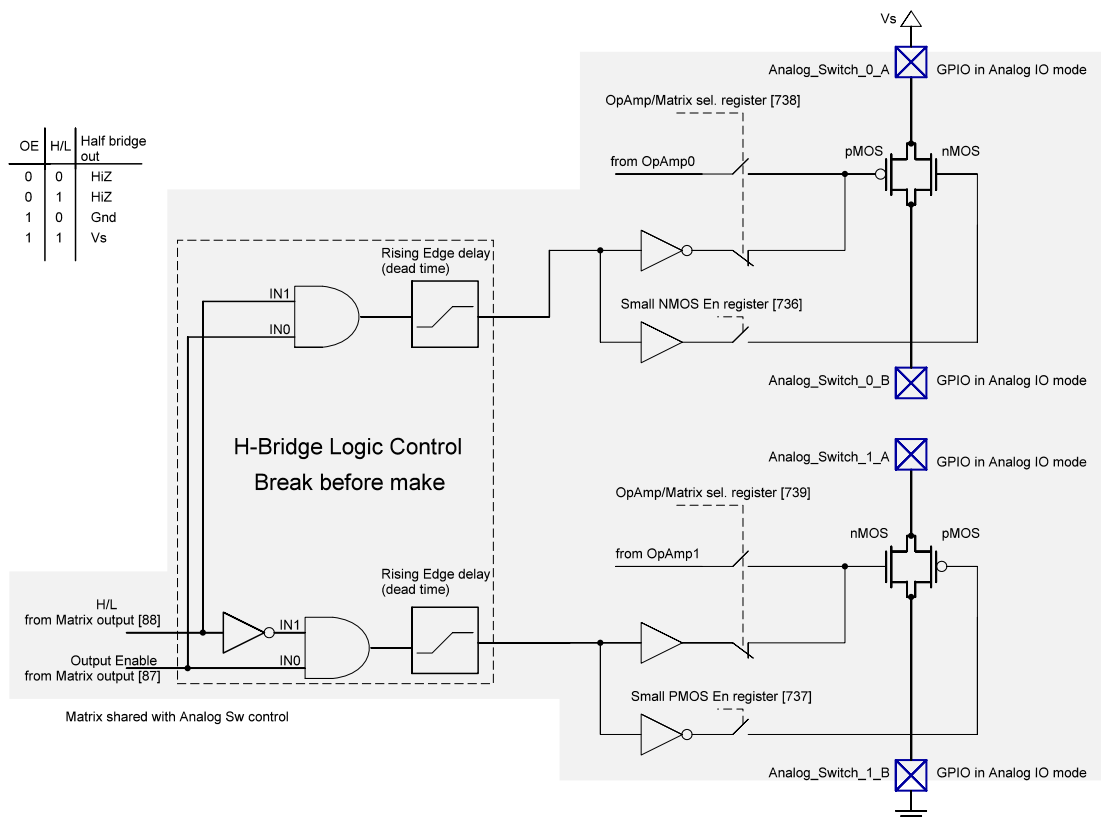 Vs
Analog_Switch_0_A
GPIO in Analog IO mode
OpAmp/Matrix sel. register [738]
OE H/L Half bridge
out
0 0 HiZ
0 1 HiZ
1 0 Gnd
1 1 Vs
from OpAmp0
pMOS
nMOS
Rising Edge delay
(dead time)
IN1
IN0
Small NMOS En register [736]
Analog_Switch_0_B
GPIO in Analog IO mode
H-Bridge Logic Control
Break before make
Analog_Switch_1_A
GPIO in Analog IO mode
OpAmp/Matrix sel. register [739]
from OpAmp1
nMOS
pMOS
Rising Edge delay
(dead time)
H/L
from Matrix output [88]
IN1
IN0
Output Enable
from Matrix output [87]
Small PMOS En register [737]
Matrix shared with Analog Sw control
Analog_Switch_1_B
GPIO in Analog IO mode